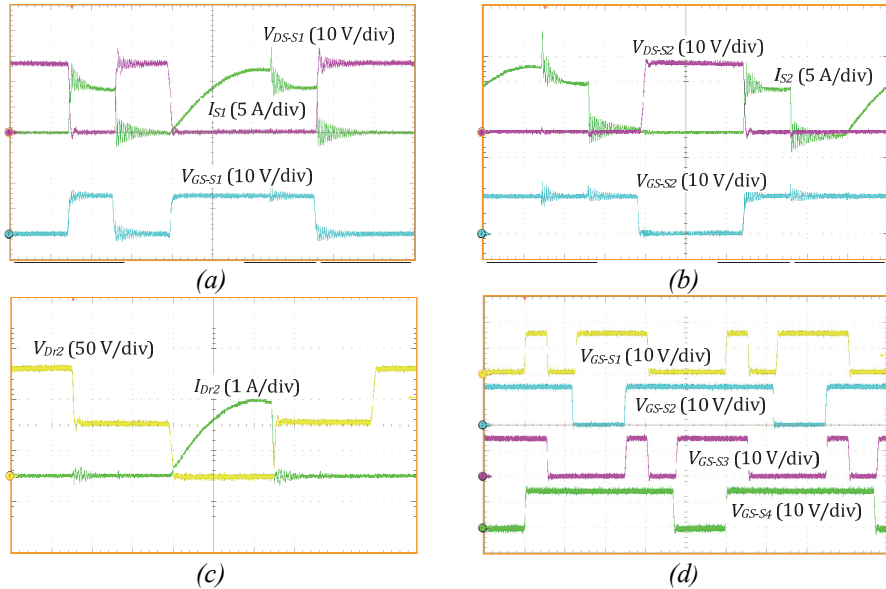 V_DS-S1 (10 V/div)
I_S1 (5 A/div)
V_GS-S1 (10 V/div)
(a)
V_DS-S2 (10 V/div)
I_S2 (5 A/div)
V_GS-S2 (10 V/div)
(b)
V_Dr2 (50 V/div)
I_Dr2 (1 A/div)
(c)
V_GS-S1 (10 V/div)
V_GS-S2 (10 V/div)
V_GS-S3 (10 V/div)
V_GS-S4 (10 V/div)
(d)